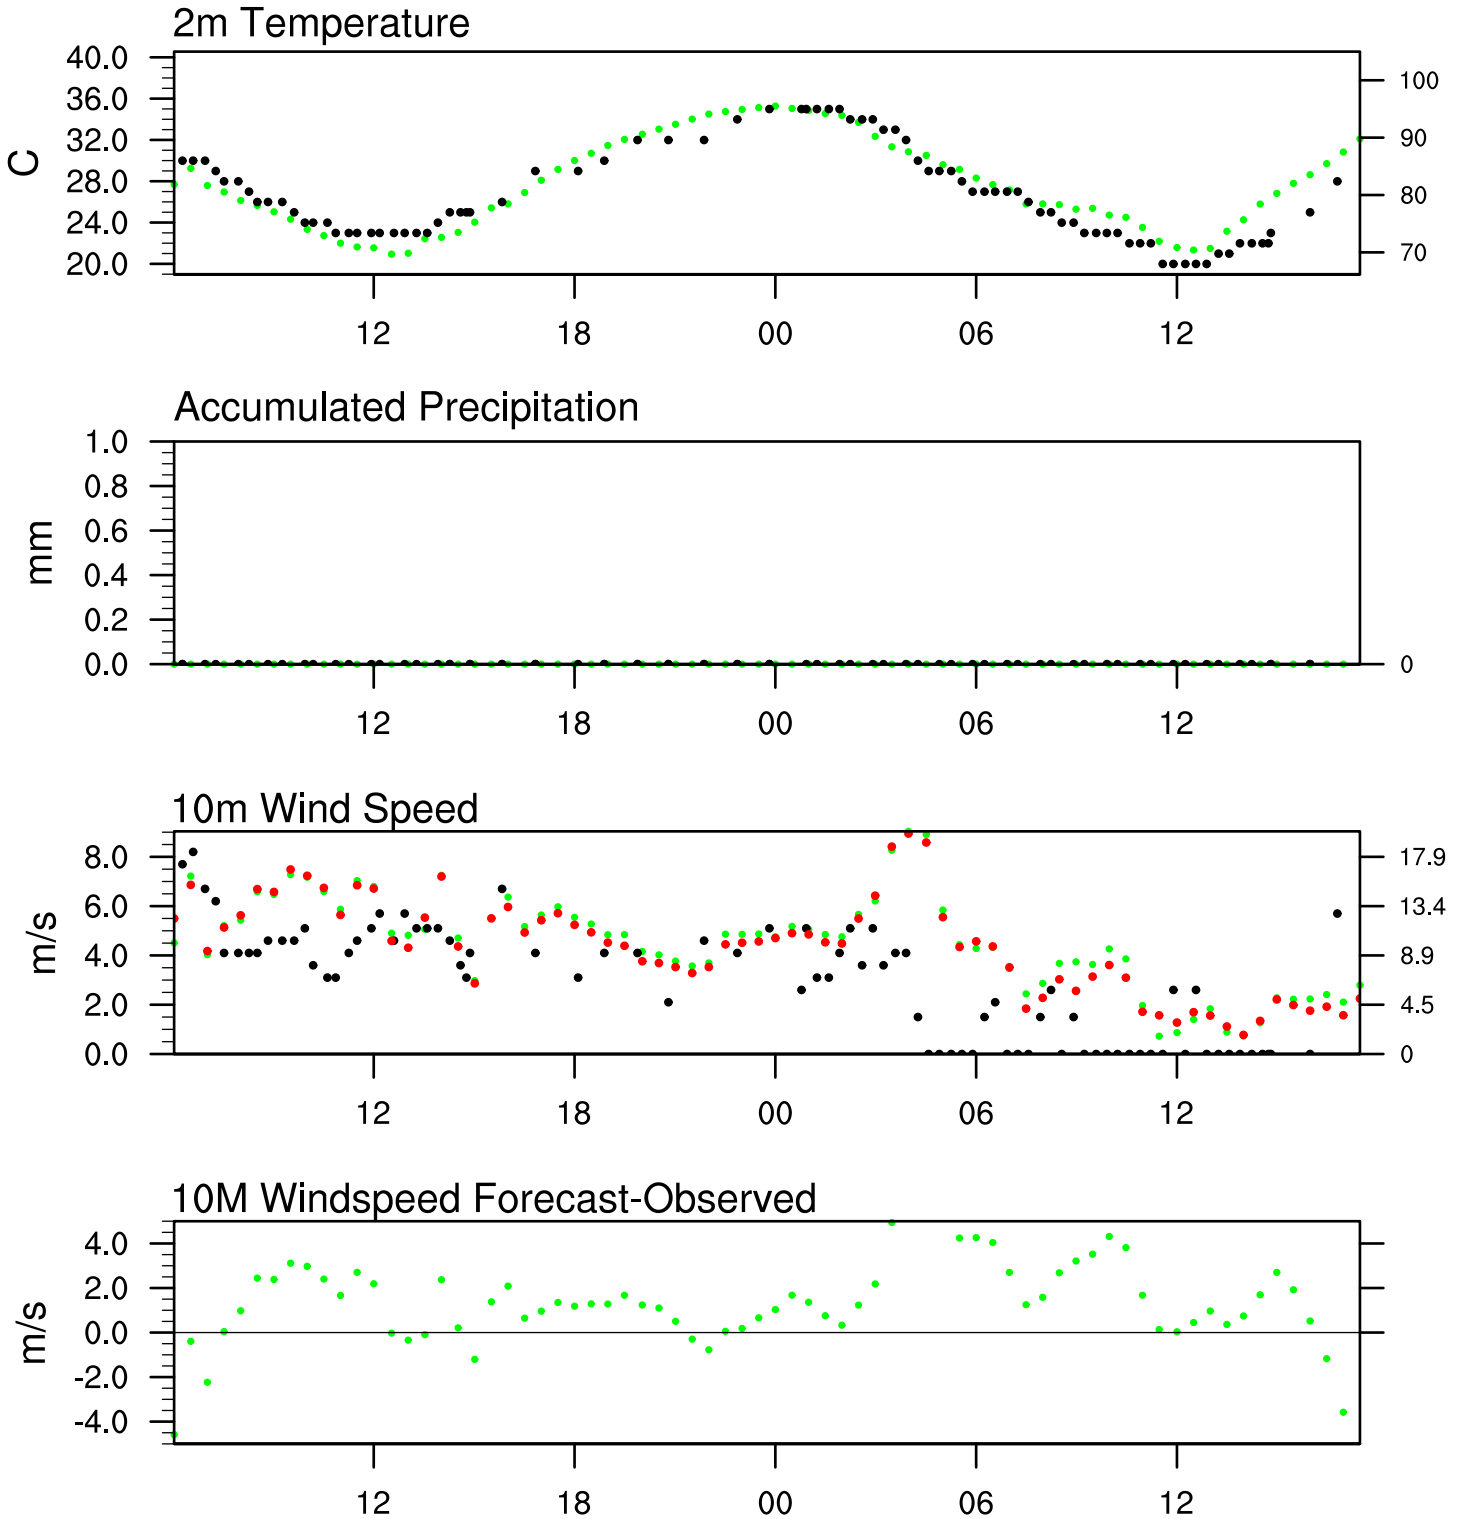 2m Temperature
40.0
36.0
32.0
28.0
24.0
20.0
C
100
90
80
70
12 18 00 06 12
Accumulated Precipitation
1.0
0.8
0.6
0.4
0.2
0.0
mm
0
12 18 00 06 12
10m Wind Speed
8.0
6.0
4.0
2.0
0.0
m/s
17.9
13.4
8.9
4.5
0
12 18 00 06 12
10M Windspeed Forecast-Observed
4.0
2.0
0.0
-2.0
-4.0
m/s
12 18 00 06 12